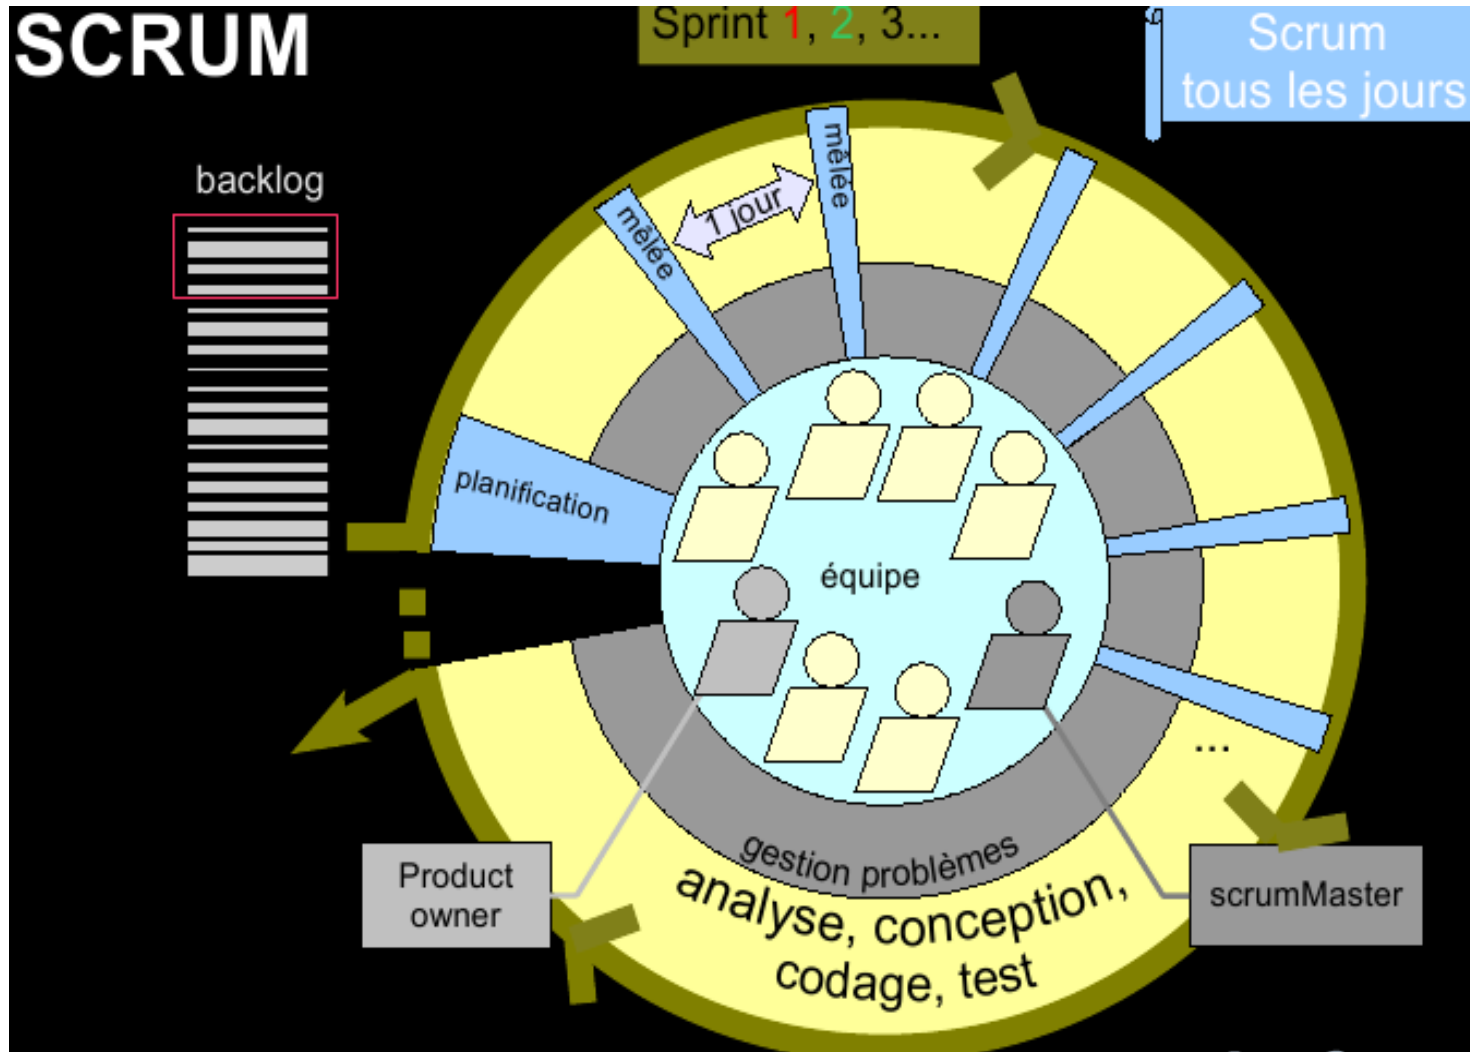 SCRUM
Sprint 1, 2, 3...
Scrum
tous les jours
backlog
mêlée
1 jour
mêlée
planification
équipe
...
gestion problèmes
analyse, conception,
codage, test
Product
owner
scrumMaster